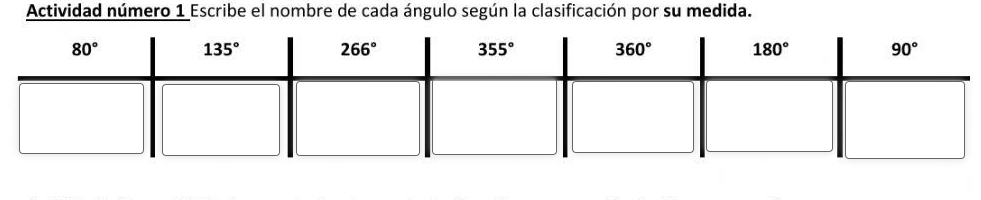 Actividad número 1 Escribe el nombre de cada ángulo según la clasificación por su medida.
80° 135° 266° 355° 360° 180° 90°